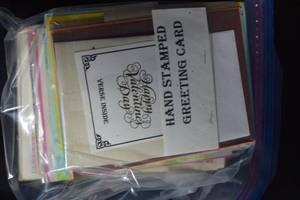 HAND STAMPED
GREETING CARD
Happy
Valentine's
Day
VERSE INSIDE